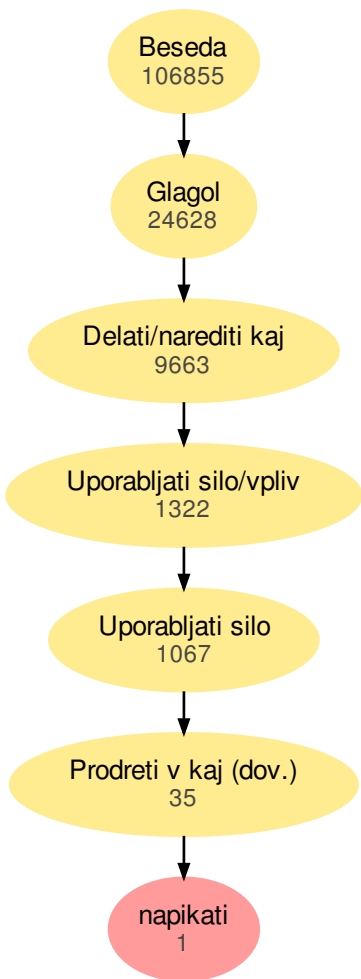 Beseda
106855
Glagol
24628
Delati/narediti kaj
9663
Uporabljati silo/vpliv
1322
Uporabljati silo
1067
Prodreti v kaj (dov.)
35
napikati
1